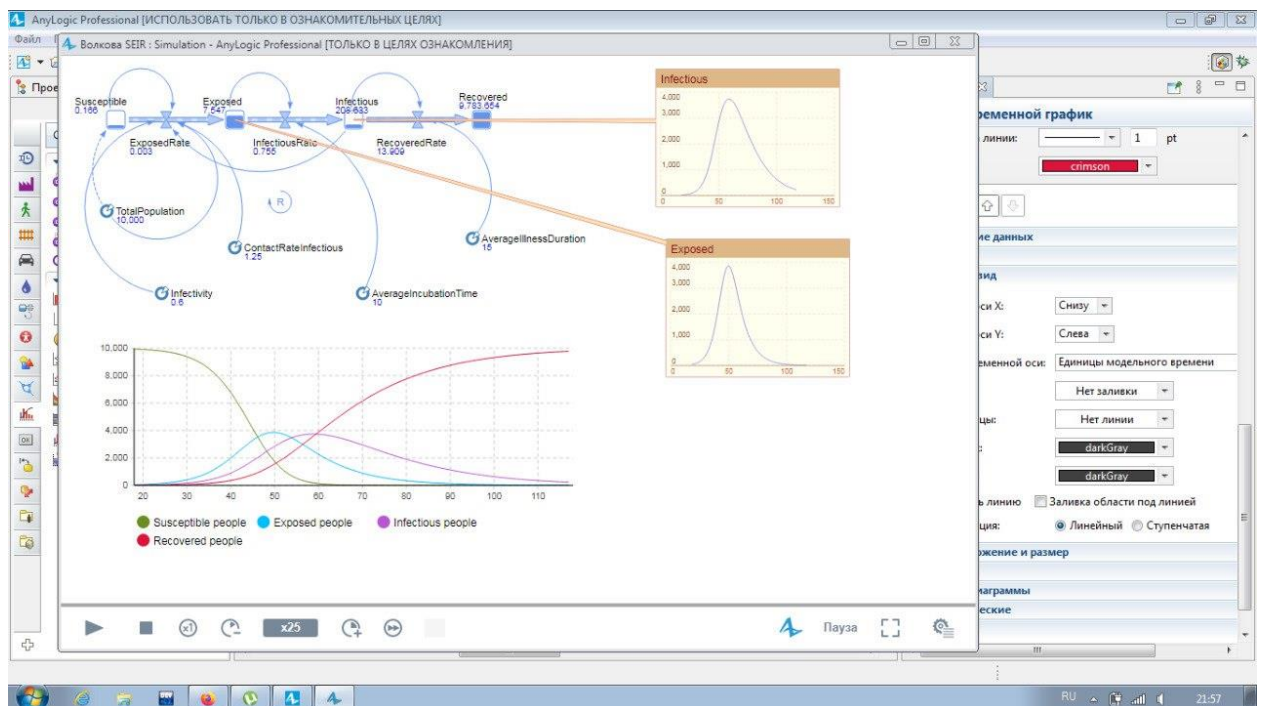 AnyLogic Professional [ИСПОЛЬЗОВАТЬ ТОЛЬКО В ОЗНАКОМИТЕЛЬНЫХ ЦЕЛЯХ]
Файл
Волкова SEIR : Simulation - AnyLogic Professional [ТОЛЬКО В ЦЕЛЯХ ОЗНАКОМЛЕНИЯ]
Прое
Susceptible
0.166
Exposed
7.547
Infectious
208.633
Recovered
9,783.654
ExposedRate
0.003
InfectiousRate
0.755
RecoveredRate
13.909
TotalPopulation
10,000
R
ContactRateInfectious
1.25
AverageIllnessDuration
15
Infectivity
0.6
AverageIncubationTime
10
Infectious
4,000
3,000
2,000
1,000
0
0 50 100 150
Exposed
4,000
3,000
2,000
1,000
0
0 50 100 150
10,000
8,000
6,000
4,000
2,000
0
20 30 40 50 60 70 80 90 100 110
Susceptible people Exposed people Infectious people
Recovered people
x1 x25 Пауза
ременной график
линии: 1 pt
crimson
ие данных
вид
си X: Снизу
си Y: Слева
еменной оси: Единицы модельного времени
Нет заливки
цы: Нет линии
darkGray
darkGray
ь линию Заливка области под линией
ция: Линейный Ступенчатая
ожение и размер
иаграммы
еские
RU 21:57